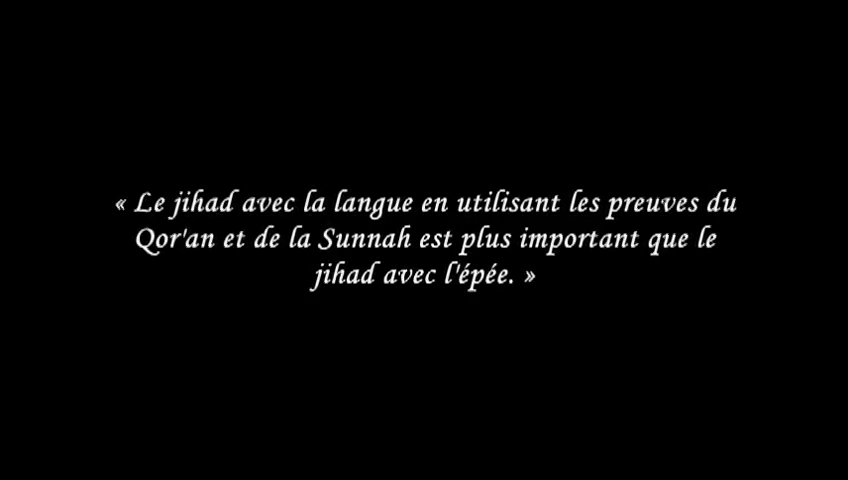 « Le jihad avec la langue en utilisant les preuves du
Qor'an et de la Sunnah est plus important que le
jihad avec l'épée. »